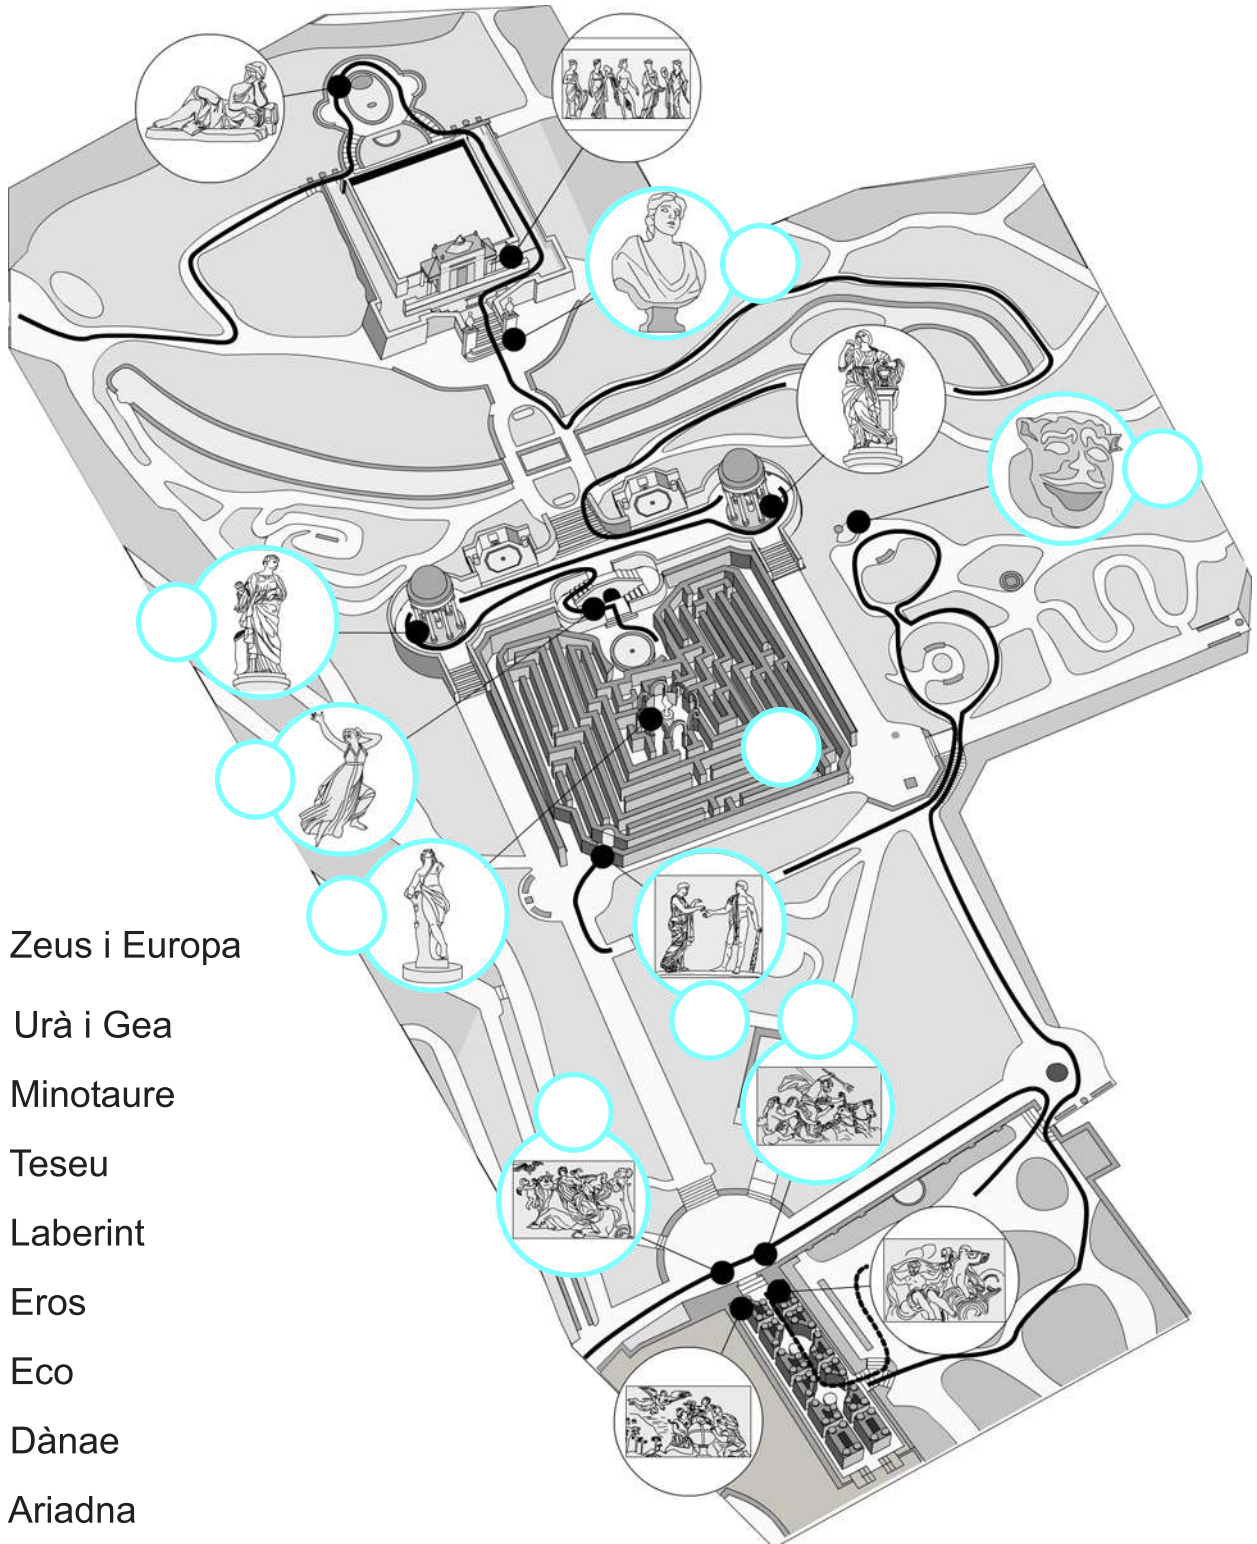 Zeus i Europa
Urà i Gea
Minotaure
Teseu
Laberint
Eros
Eco
Dànae
Ariadna